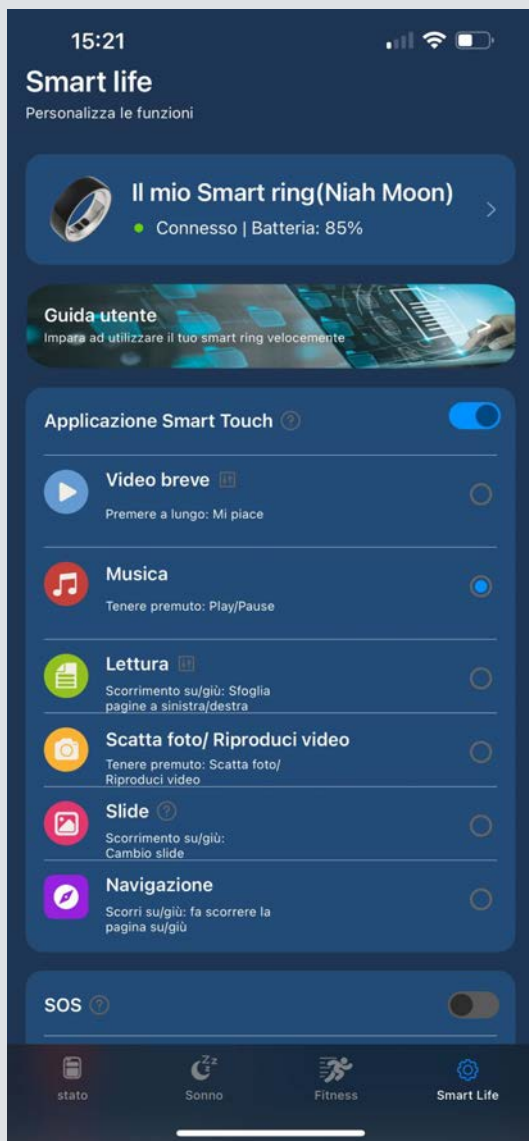 15:21
Smart life
Personalizza le funzioni
Il mio Smart ring(Niah Moon)
Connesso | Batteria: 85%
Guida utente
Impara ad utilizzare il tuo smart ring velocemente
Applicazione Smart Touch ?
Video breve
Premere a lungo: Mi piace
Musica
Tenere premuto: Play/Pause
Lettura
Scorrimento su/giù: Sfoglia
pagine a sinistra/destra
Scatta foto/ Riproduci video
Tenere premuto: Scatta foto/
Riproduci video
Slide ?
Scorrimento su/giù:
Cambio slide
Navigazione
Scorri su/giù: fa scorrere la
pagina su/giù
SOS ?
stato
Sonno
Fitness
Smart Life